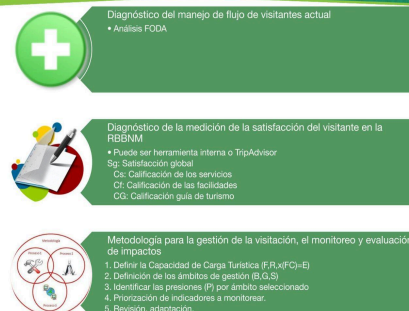 Diagnóstico del manejo de flujo de visitantes actual
• Análisis FODA
Diagnóstico de la medición de la satisfacción del visitante en la
RBBNM
• Puede ser herramienta interna o TripAdvisor
Sg: Satisfacción global
Cs: Calificación de los servicios
Cf: Calificación de las facilidades
CG: Calificación guía de turismo
Metodología para la gestión de la visitación, el monitoreo y evaluación
de impactos
1. Definir la Capacidad de Carga Turística (F,R,x(FC)=E)
2. Definición de los ámbitos de gestión (B,G,S)
3. Identificar las presiones (P) por ámbito seleccionado
4. Priorización de indicadores a monitorear.
5. Revisión, adaptación